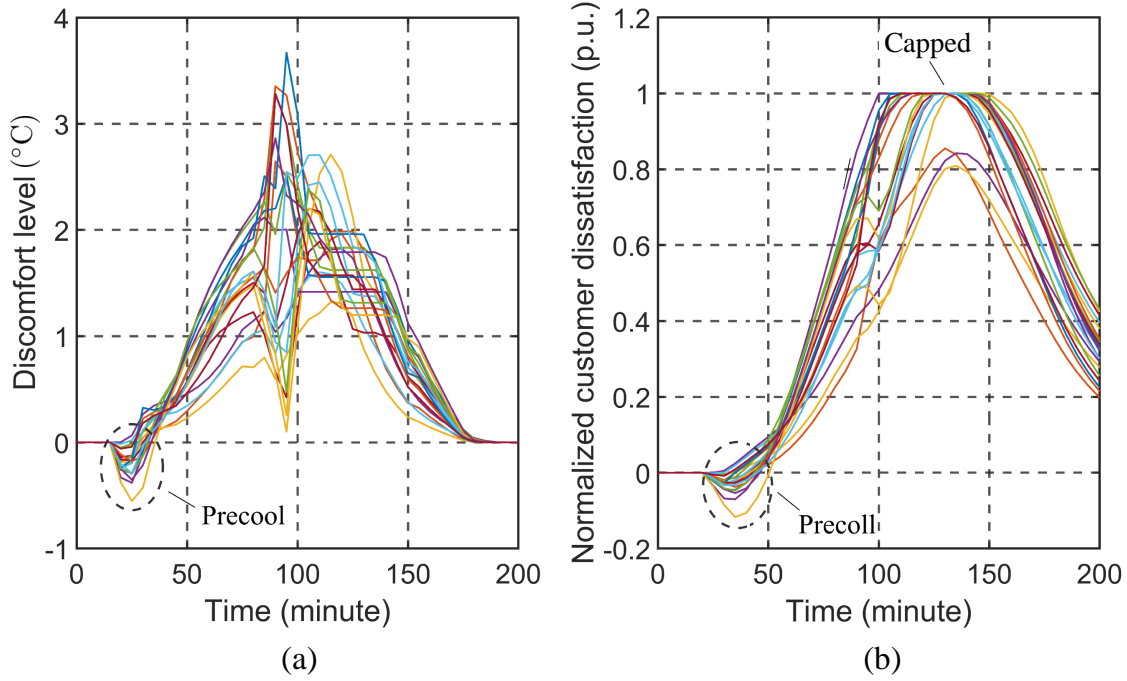 4
3
2
1
0
-1
0
50
100
150
200
Discomfort level (°C)
Time (minute)
Precool
(a)
1.2
1
0.8
0.6
0.4
0.2
0
-0.2
0
50
100
150
200
Normalized customer dissatisfaction (p.u.)
Time (minute)
Capped
Precoll
(b)